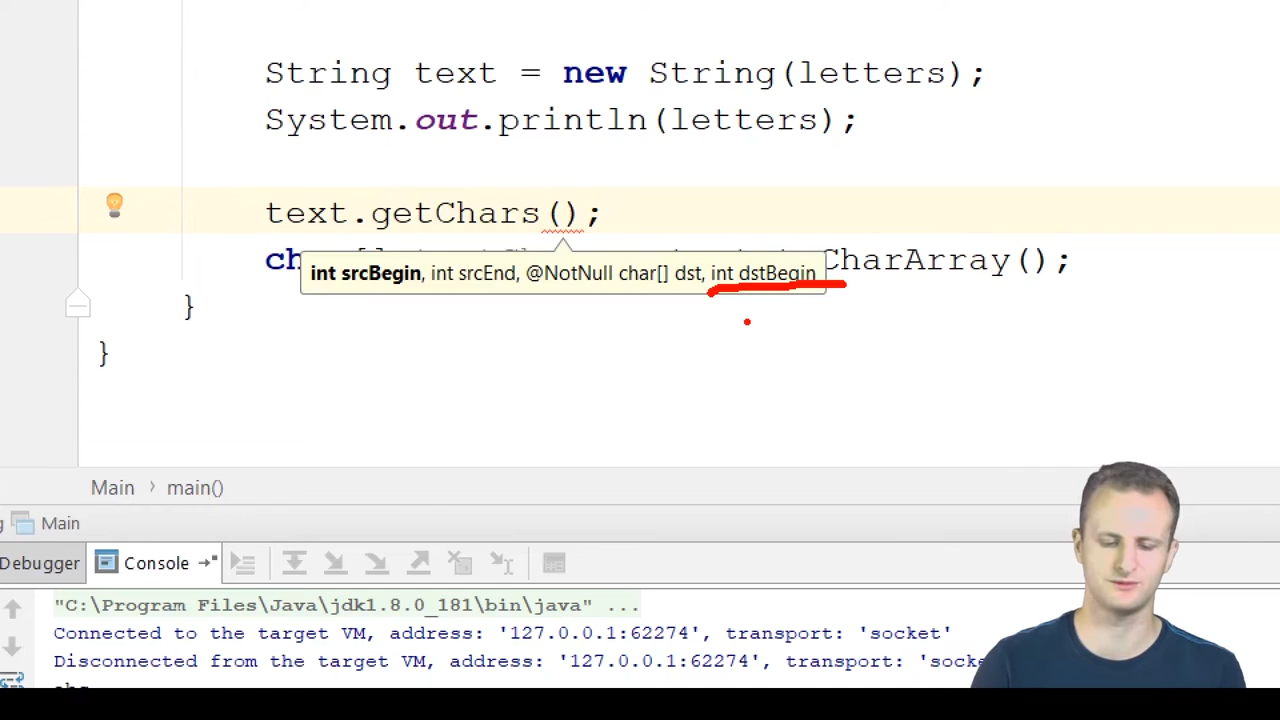 String text = new String(letters);
System.out.println(letters);
text.getChars();
int srcBegin, int srcEnd, @NotNull char[] dst, int dstBegin
ch CharArray();
}
}
Main › main()
Main
Debugger Console
"C:\Program Files\Java\jdk1.8.0_181\bin\java" ...
Connected to the target VM, address: '127.0.0.1:62274', transport: 'socket'
Disconnected from the target VM, address: '127.0.0.1:62274', transport: 'socke